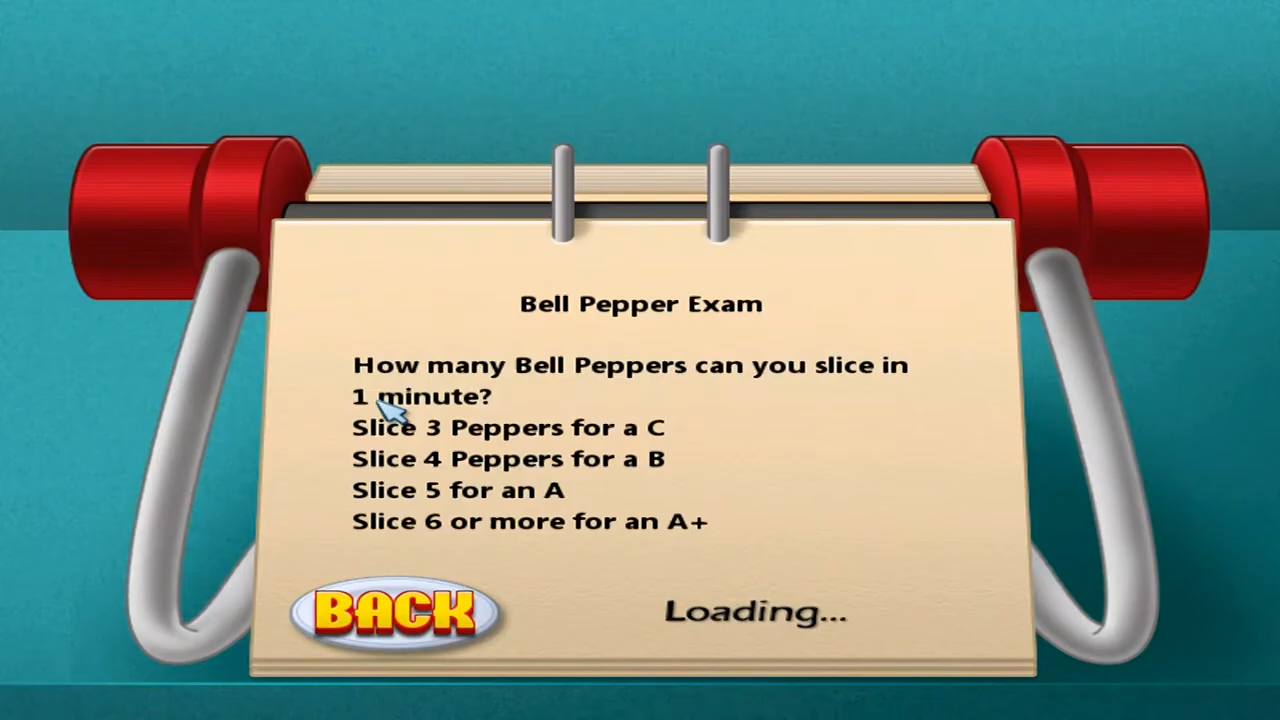 Bell Pepper Exam
How many Bell Peppers can you slice in
1 minute?
Slice 3 Peppers for a C
Slice 4 Peppers for a B
Slice 5 for an A
Slice 6 or more for an A+
BACK
Loading...